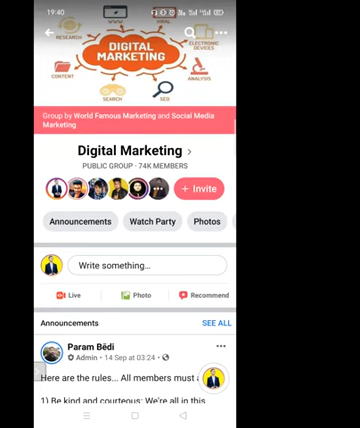 19:40
RESEARCH
VIRAL
ELECTRONIC
DEVICES
DIGITAL
MARKETING
CONTENT
ANALYSIS
SEARCH
SEO
Group by World Famous Marketing and Social Media
Marketing
Digital Marketing >
PUBLIC GROUP · 74K MEMBERS
+ Invite
Announcements
Watch Party
Photos
Write something...
Live
Photo
Recommend
Announcements
SEE ALL
Param Bêdi
Admin · 14 Sep at 03:24 ·
Here are the rules... All members must
1) Be kind and courteous: We're all in this